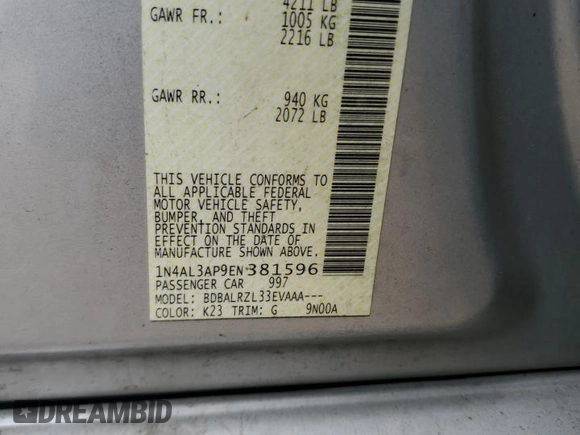 4211 LB
GAWR FR.: 1005 KG
2216 LB
GAWR RR.: 940 KG
2072 LB
THIS VEHICLE CONFORMS TO
ALL APPLICABLE FEDERAL
MOTOR VEHICLE SAFETY,
BUMPER, AND THEFT
PREVENTION STANDARDS IN
EFFECT ON THE DATE OF
MANUFACTURE SHOWN ABOVE.
1N4AL3AP9EN381596
PASSENGER CAR 997
MODEL: BDBALRZL33EVAAA---
COLOR: K23 TRIM: G 9N00A
DREAMBID